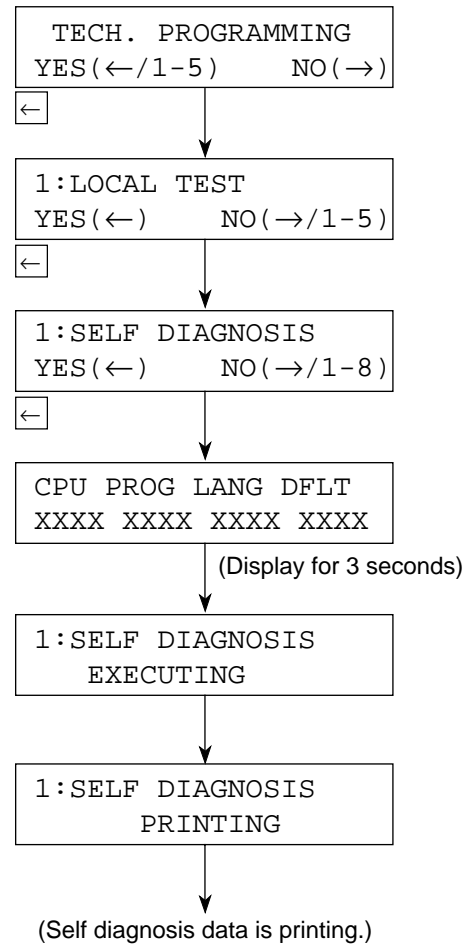 TECH. PROGRAMMING
YES(←/1-5) NO(→)
←
1:LOCAL TEST
YES(←) NO(→/1-5)
←
1:SELF DIAGNOSIS
YES(←) NO(→/1-8)
←
CPU PROG LANG DFLT
XXXX XXXX XXXX XXXX
(Display for 3 seconds)
1:SELF DIAGNOSIS
EXECUTING
1:SELF DIAGNOSIS
PRINTING
(Self diagnosis data is printing.)